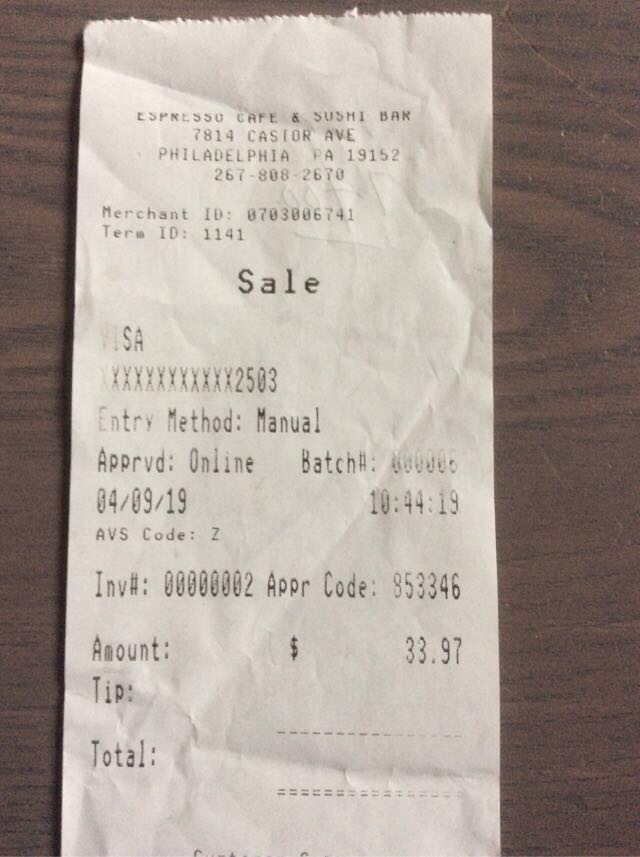 ESPRESSO CAFE & SUSHI BAR
7814 CASTOR AVE
PHILADELPHIA PA 19152
267-808-2670
Merchant ID: 0703006741
Term ID: 1141
Sale
VISA
XXXXXXXXXXXX2503
Entry Method: Manual
Apprvd: Online Batch#: 000006
04/09/19 10:44:19
AVS Code: Z
Inv#: 00000002 Appr Code: 853346
Amount: $ 33.97
Tip:
Total: